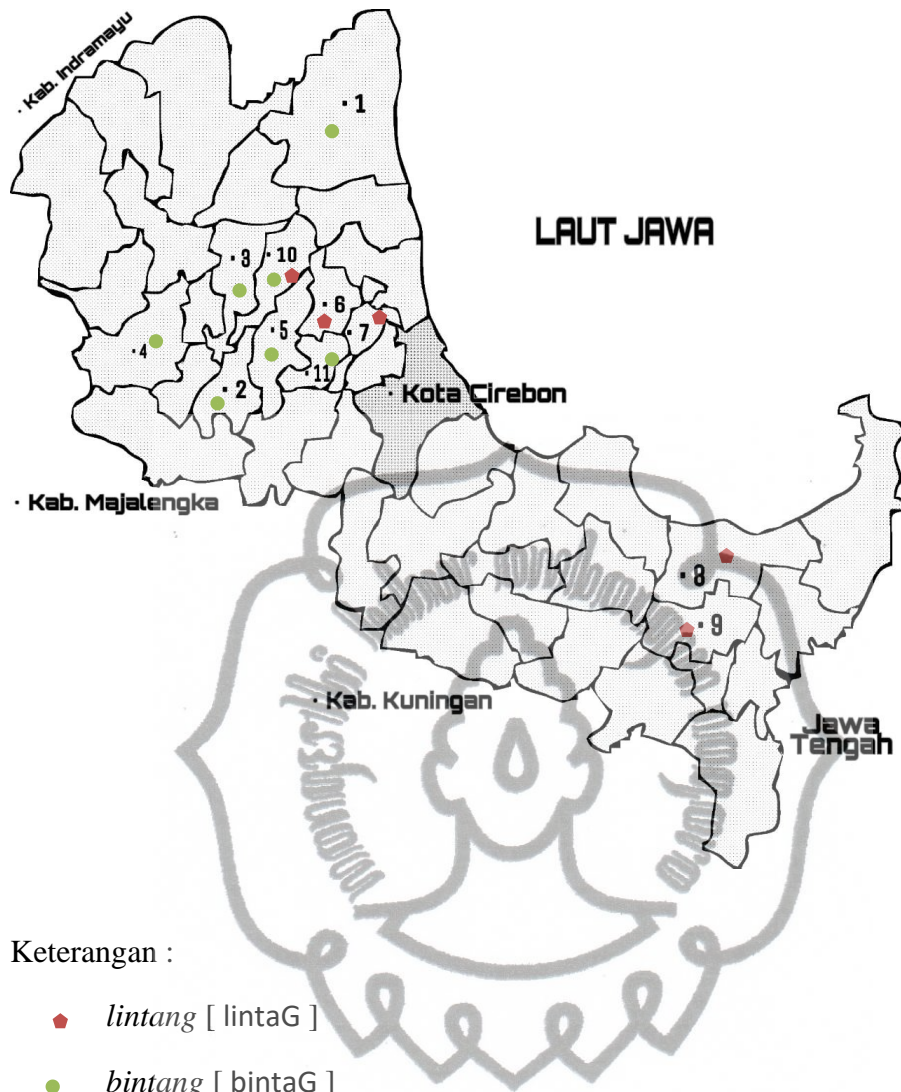 · Kab. Indramayu
· 1
LAUT JAWA
· 3
· 10
· 6
· 5
· 7
· 4
· 11
· 2
· Kota Cirebon
· Kab. Majalengka
· 8
· 9
· Kab. Kuningan
Jawa
Tengah
Keterangan :
lintang [ lintaG ]
bintang [ bintaG ]